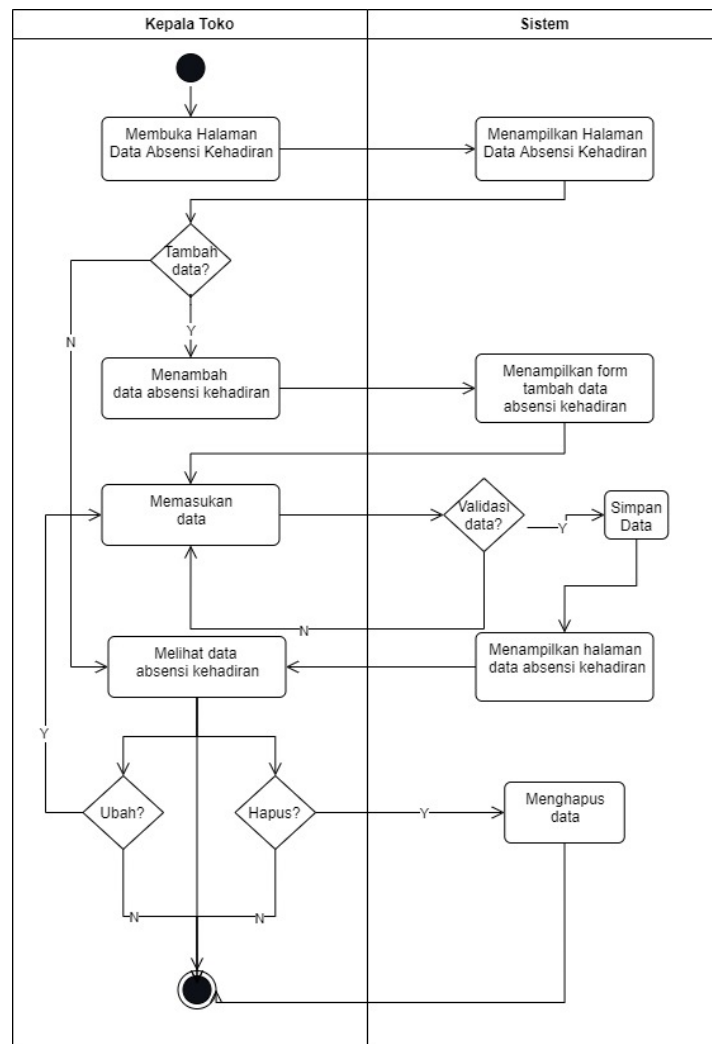 Kepala Toko
Sistem
Membuka Halaman
Data Absensi Kehadiran
Menampilkan Halaman
Data Absensi Kehadiran
Tambah
data?
N
Y
Menambah
data absensi kehadiran
Menampilkan form
tambah data
absensi kehadiran
Memasukan
data
Validasi
data?
Y
Simpan
Data
N
Melihat data
absensi kehadiran
Menampilkan halaman
data absensi kehadiran
Y
Ubah?
Hapus?
Y
Menghapus
data
N
N